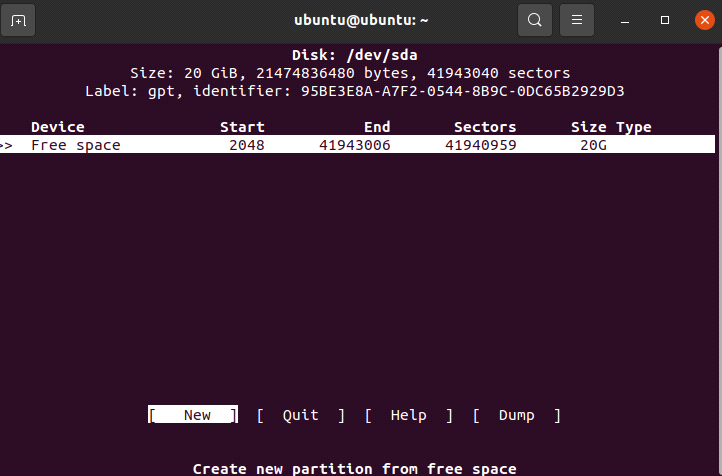 ubuntu@ubuntu: ~
Disk: /dev/sda
Size: 20 GiB, 21474836480 bytes, 41943040 sectors
Label: gpt, identifier: 95BE3E8A-A7F2-0544-8B9C-0DC65B2929D3
Device Start End Sectors Size Type
>> Free space 2048 41943006 41940959 20G
[ New ] [ Quit ] [ Help ] [ Dump ]
Create new partition from free space